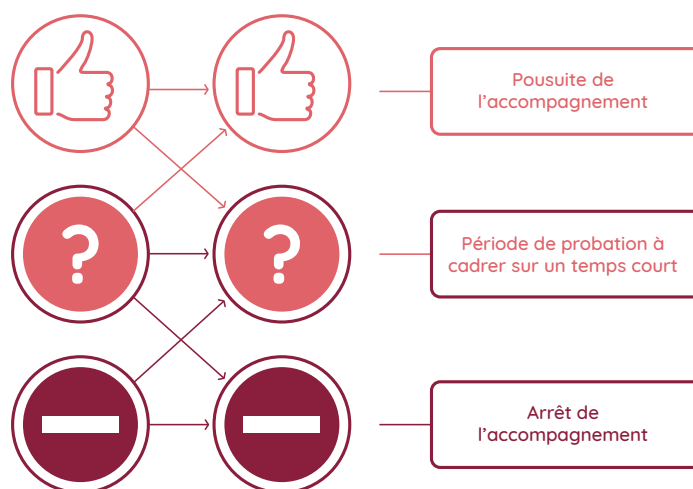 Pousuite de
l'accompagnement
?
?
Période de probation à
cadrer sur un temps court
Arrêt de
l'accompagnement